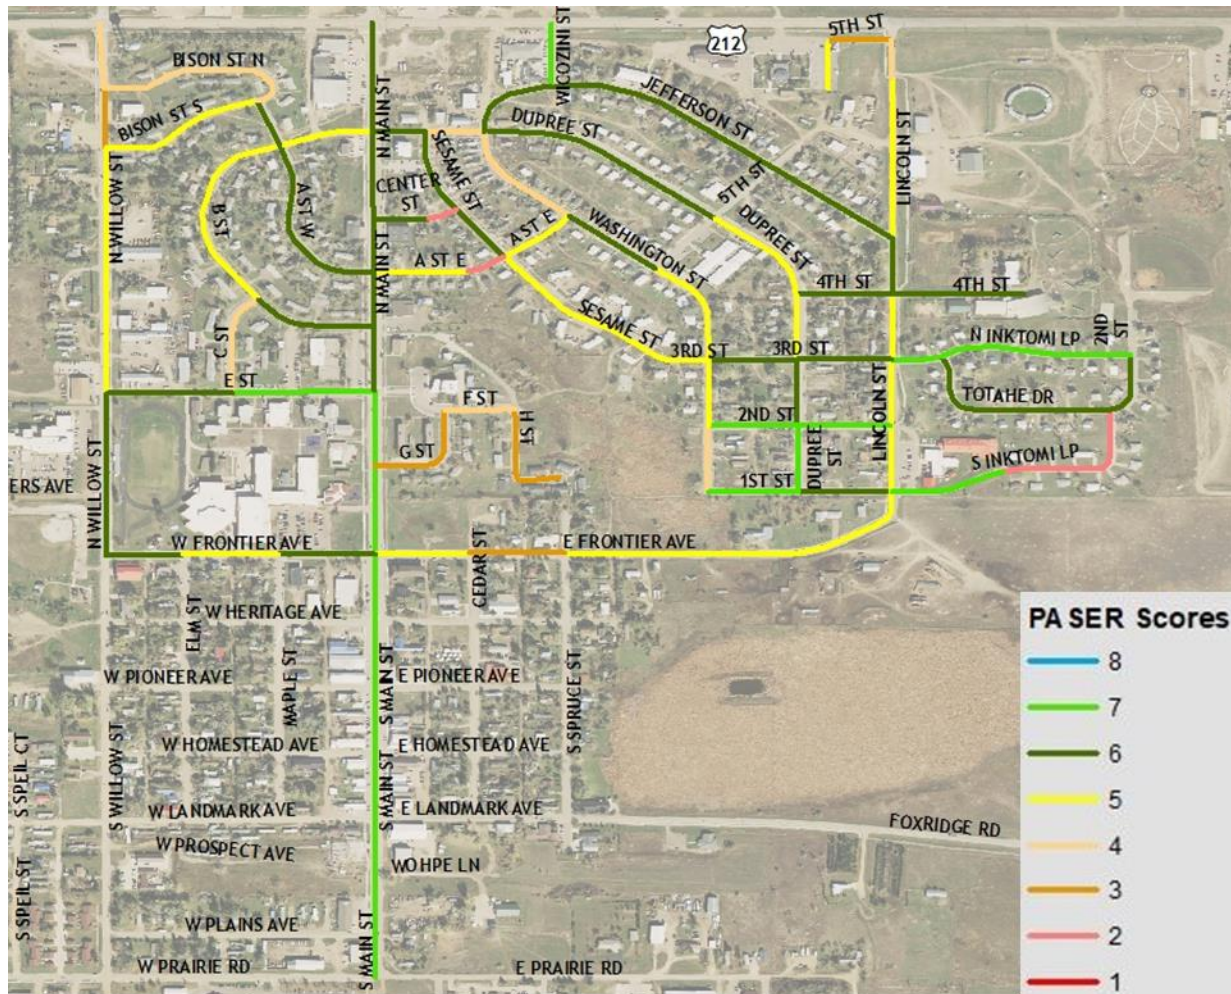 5TH ST
WICOZINI ST
212
BISON ST N
JEFFERSON ST
BISON ST S
N MAIN ST
DUPREE ST
LINCOLN ST
SESAME ST
5TH ST
CENTER ST
N WILLOW ST
B ST
A ST W
A ST E
WASHINGTON ST
DUPREE ST
N MAIN ST
A ST E
4TH ST
4TH ST
SESAME ST
C ST
3RD ST
3RD ST
N INKTOMI LP
2ND ST
E ST
F ST
TOTAHE DR
H ST
2ND ST
LINCOLN ST
G ST
DUPREE ST
S INKTOMI LP
ERS AVE
N WILLOW ST
1ST ST
W FRONTIER AVE
E FRONTIER AVE
CEDAR ST
W HERITAGE AVE
ELM ST
PASER Scores
8
7
6
5
4
3
2
1
W PIONEER AVE
MAPLE ST
S MAIN ST
E PIONEER AVE
S SPRUCE ST
W HOMESTEAD AVE
E HOMESTEAD AVE
S SPEIL CT
S WILLOW ST
S MAIN ST
W LANDMARK AVE
E LANDMARK AVE
FOXRIDGE RD
W PROSPECT AVE
WOHPE LN
S SPEIL ST
W PLAINS AVE
S MAIN ST
W PRAIRIE RD
E PRAIRIE RD